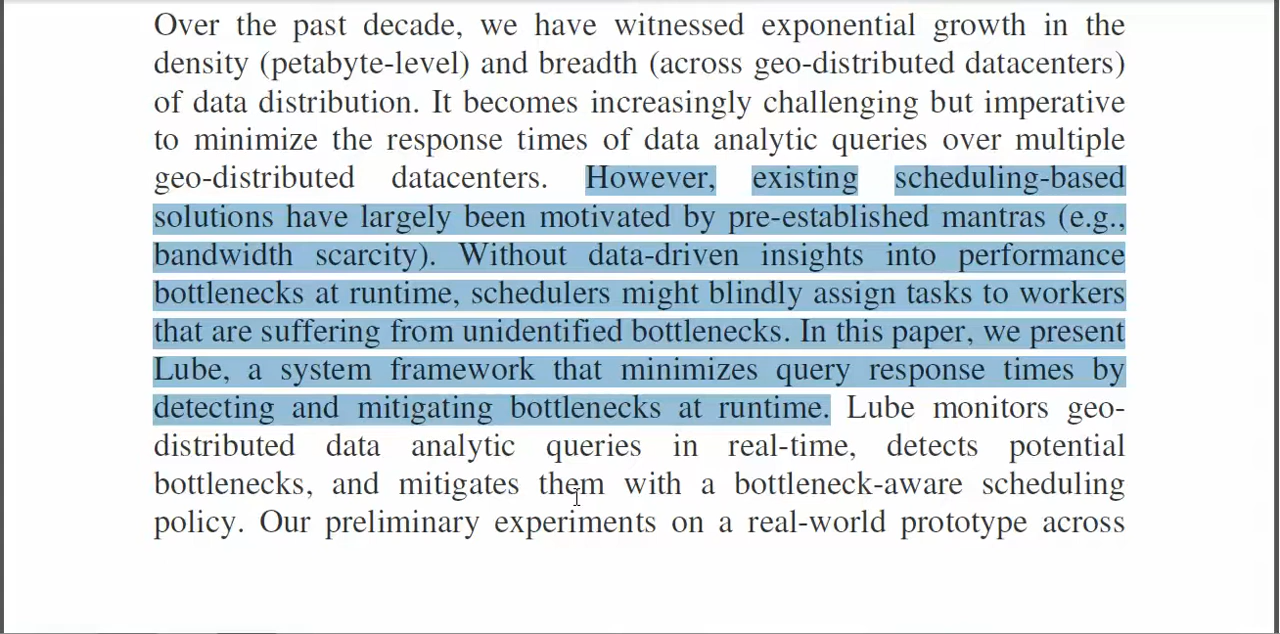 Over the past decade, we have witnessed exponential growth in the
density (petabyte-level) and breadth (across geo-distributed datacenters)
of data distribution. It becomes increasingly challenging but imperative
to minimize the response times of data analytic queries over multiple
geo-distributed datacenters. However, existing scheduling-based
solutions have largely been motivated by pre-established mantras (e.g.,
bandwidth scarcity). Without data-driven insights into performance
bottlenecks at runtime, schedulers might blindly assign tasks to workers
that are suffering from unidentified bottlenecks. In this paper, we present
Lube, a system framework that minimizes query response times by
detecting and mitigating bottlenecks at runtime. Lube monitors geo-
distributed data analytic queries in real-time, detects potential
bottlenecks, and mitigates them with a bottleneck-aware scheduling
policy. Our preliminary experiments on a real-world prototype across